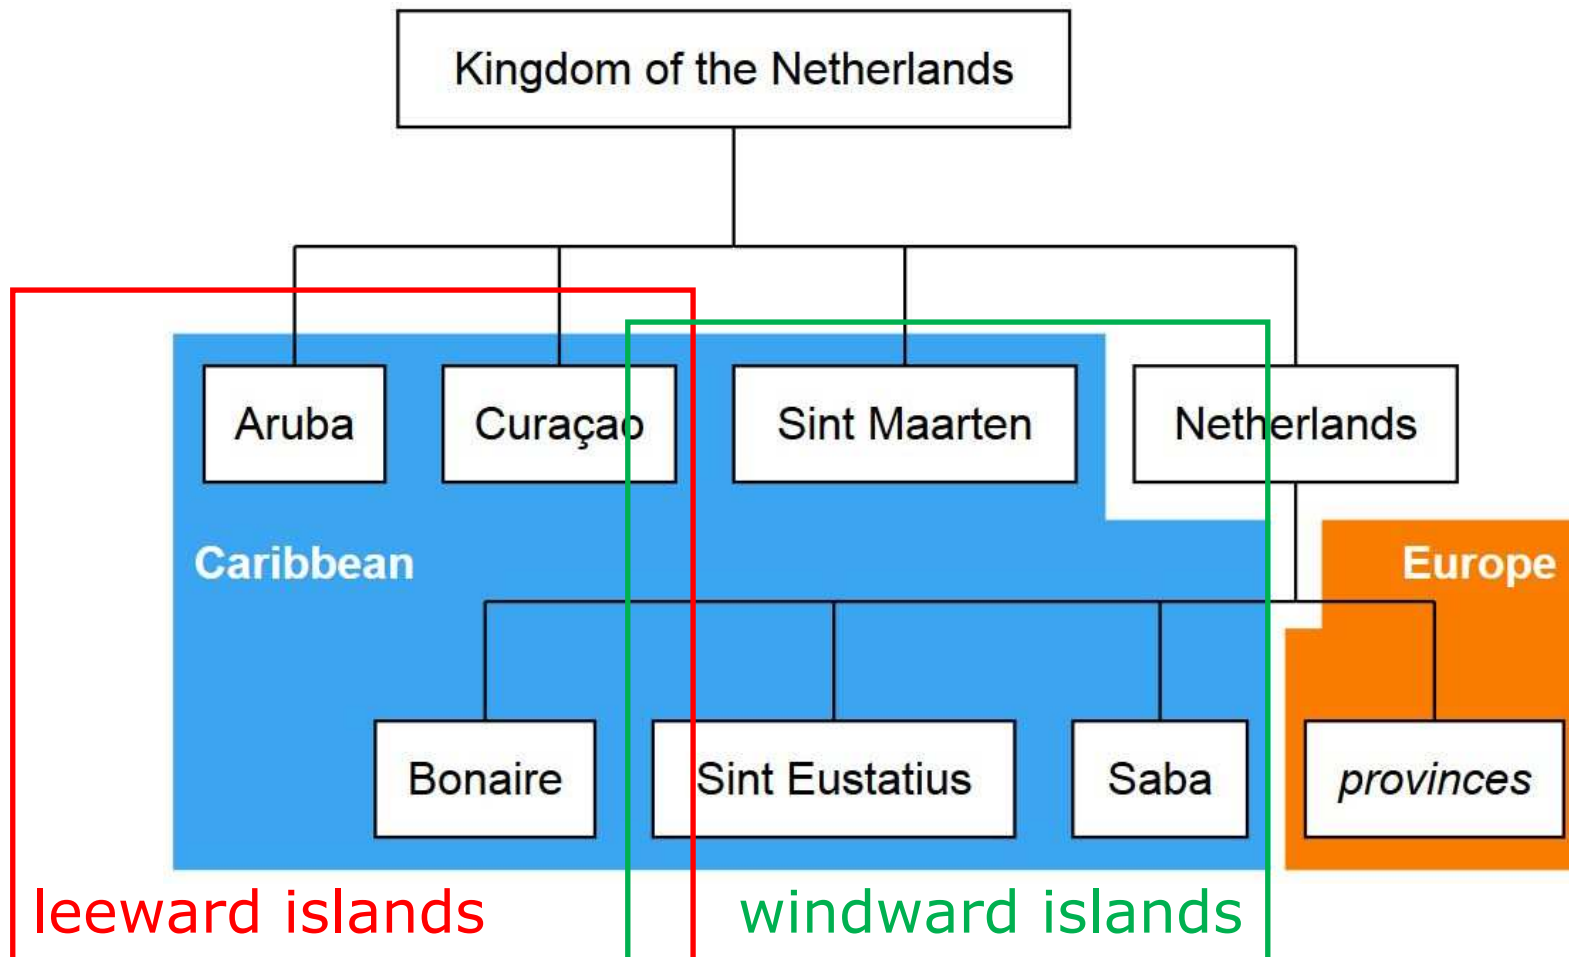 Kingdom of the Netherlands
Aruba
Curaçao
Sint Maarten
Netherlands
Caribbean
Europe
Bonaire
Sint Eustatius
Saba
provinces
leeward islands
windward islands